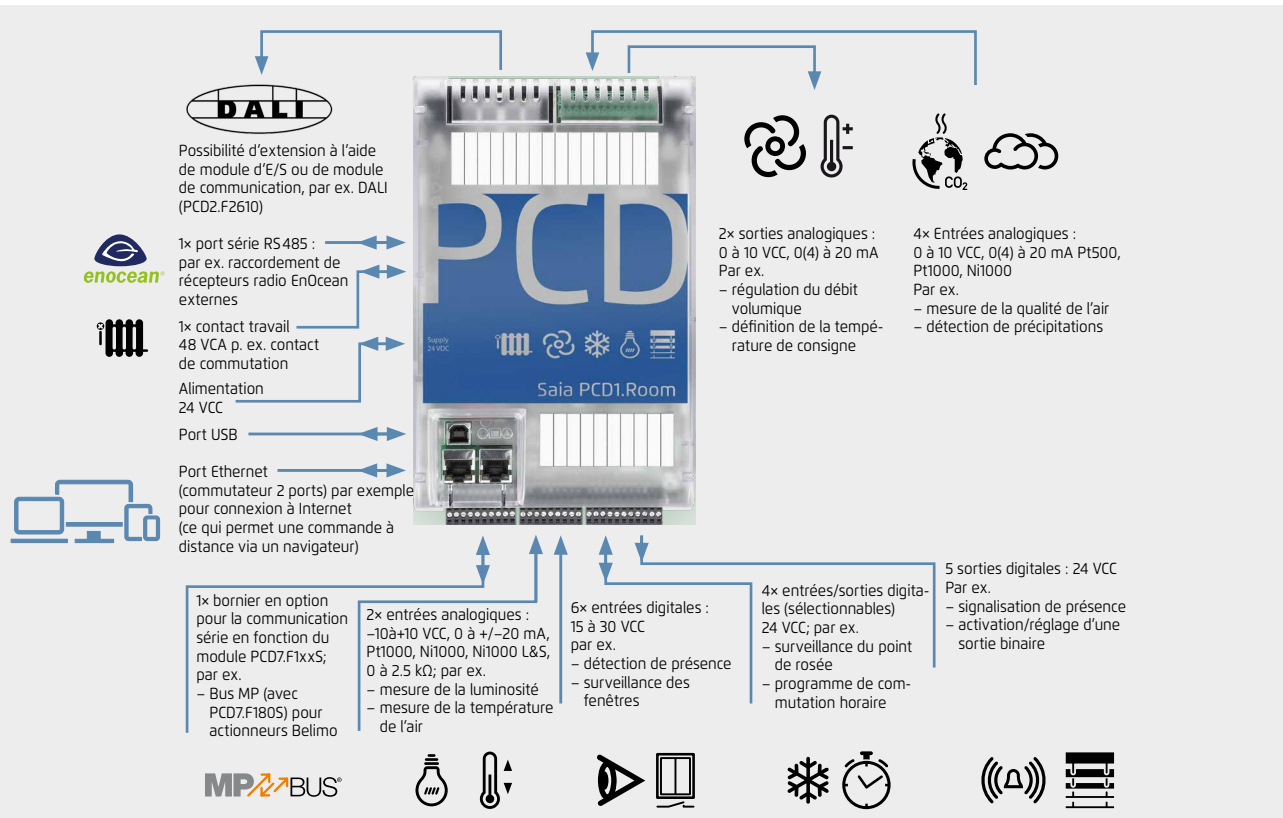 DALI
Possibilité d'extension à l'aide
de module d'E/S ou de module
de communication, par ex. DALI
(PCD2.F2610)
enocean®
1× port série RS 485 :
par ex. raccordement de
récepteurs radio EnOcean
externes
1× contact travail
48 VCA p. ex. contact
de commutation
Alimentation
24 VCC
Port USB
Port Ethernet
(commutateur 2 ports) par exemple
pour connexion à Internet
(ce qui permet une commande à
distance via un navigateur)
PCD
Supply
24 VDC
Saia PCD1.Room
2× sorties analogiques :
0 à 10 VCC, 0(4) à 20 mA
Par ex.
– régulation du débit
volumique
– définition de la tempé-
rature de consigne
CO₂
4× Entrées analogiques :
0 à 10 VCC, 0(4) à 20 mA Pt500,
Pt1000, Ni1000
Par ex.
– mesure de la qualité de l'air
– détection de précipitations
1× bornier en option
pour la communication
série en fonction du
module PCD7.F1xxS;
par ex.
– Bus MP (avec
PCD7.F180S) pour
actionneurs Belimo
MP BUS®
2× entrées analogiques :
–10à+10 VCC, 0 à +/–20 mA,
Pt1000, Ni1000, Ni1000 L&S,
0 à 2.5 kΩ; par ex.
– mesure de la luminosité
– mesure de la température
de l'air
6× entrées digitales :
15 à 30 VCC
par ex.
– détection de présence
– surveillance des
fenêtres
4× entrées/sorties digita-
les (sélectionnables)
24 VCC; par ex.
– surveillance du point
de rosée
– programme de com-
mutation horaire
5 sorties digitales : 24 VCC
Par ex.
– signalisation de présence
– activation/réglage d'une
sortie binaire